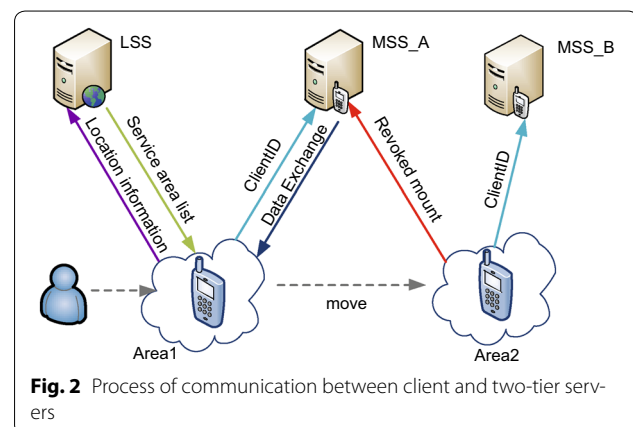 LSS
MSS_A
MSS_B
Location information
Service area list
ClientID
Data Exchange
Revoked mount
ClientID
move
Area1
Area2
Fig. 2 Process of communication between client and two-tier serv-
ers